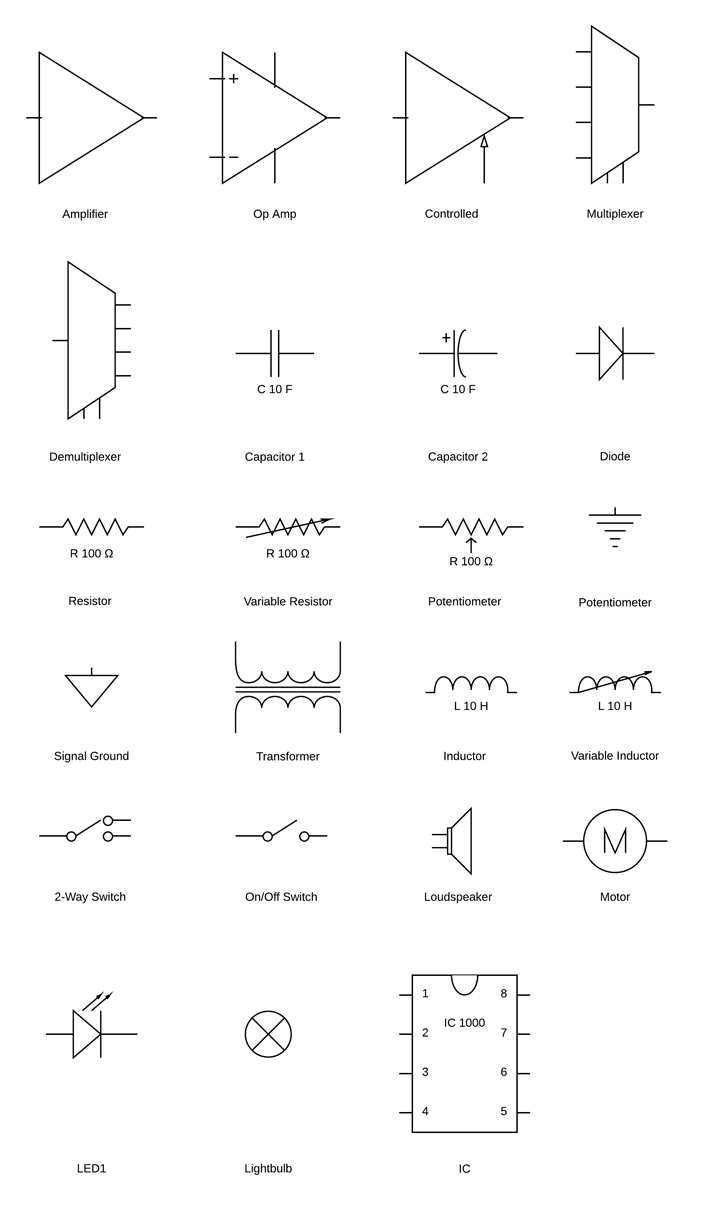 +
−
Amplifier
Op Amp
Controlled
Multiplexer
+
C 10 F
C 10 F
Demultiplexer
Capacitor 1
Capacitor 2
Diode
R 100 Ω
R 100 Ω
R 100 Ω
Resistor
Variable Resistor
Potentiometer
Potentiometer
L 10 H
L 10 H
Signal Ground
Transformer
Inductor
Variable Inductor
M
2-Way Switch
On/Off Switch
Loudspeaker
Motor
1 8
IC 1000
2 7
3 6
4 5
LED1
Lightbulb
IC